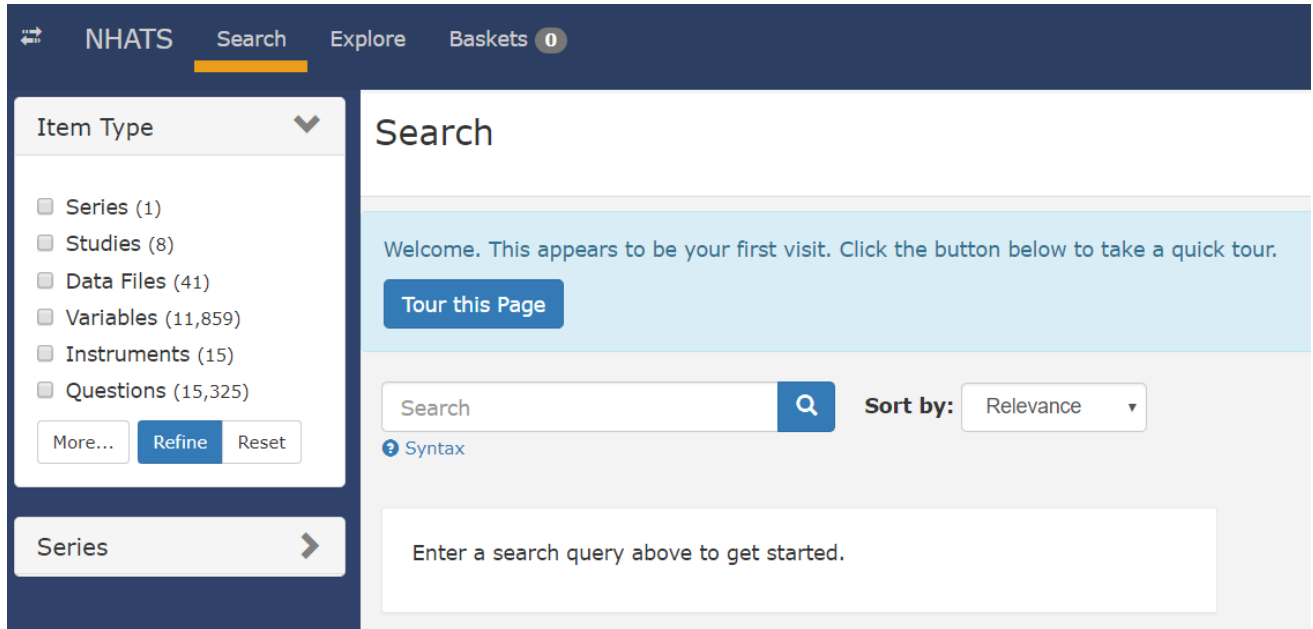 NHATS Search Explore Baskets 0
Item Type
Series (1)
Studies (8)
Data Files (41)
Variables (11,859)
Instruments (15)
Questions (15,325)
More... Refine Reset
Series
Search
Welcome. This appears to be your first visit. Click the button below to take a quick tour.
Tour this Page
Search
Sort by: Relevance
Syntax
Enter a search query above to get started.